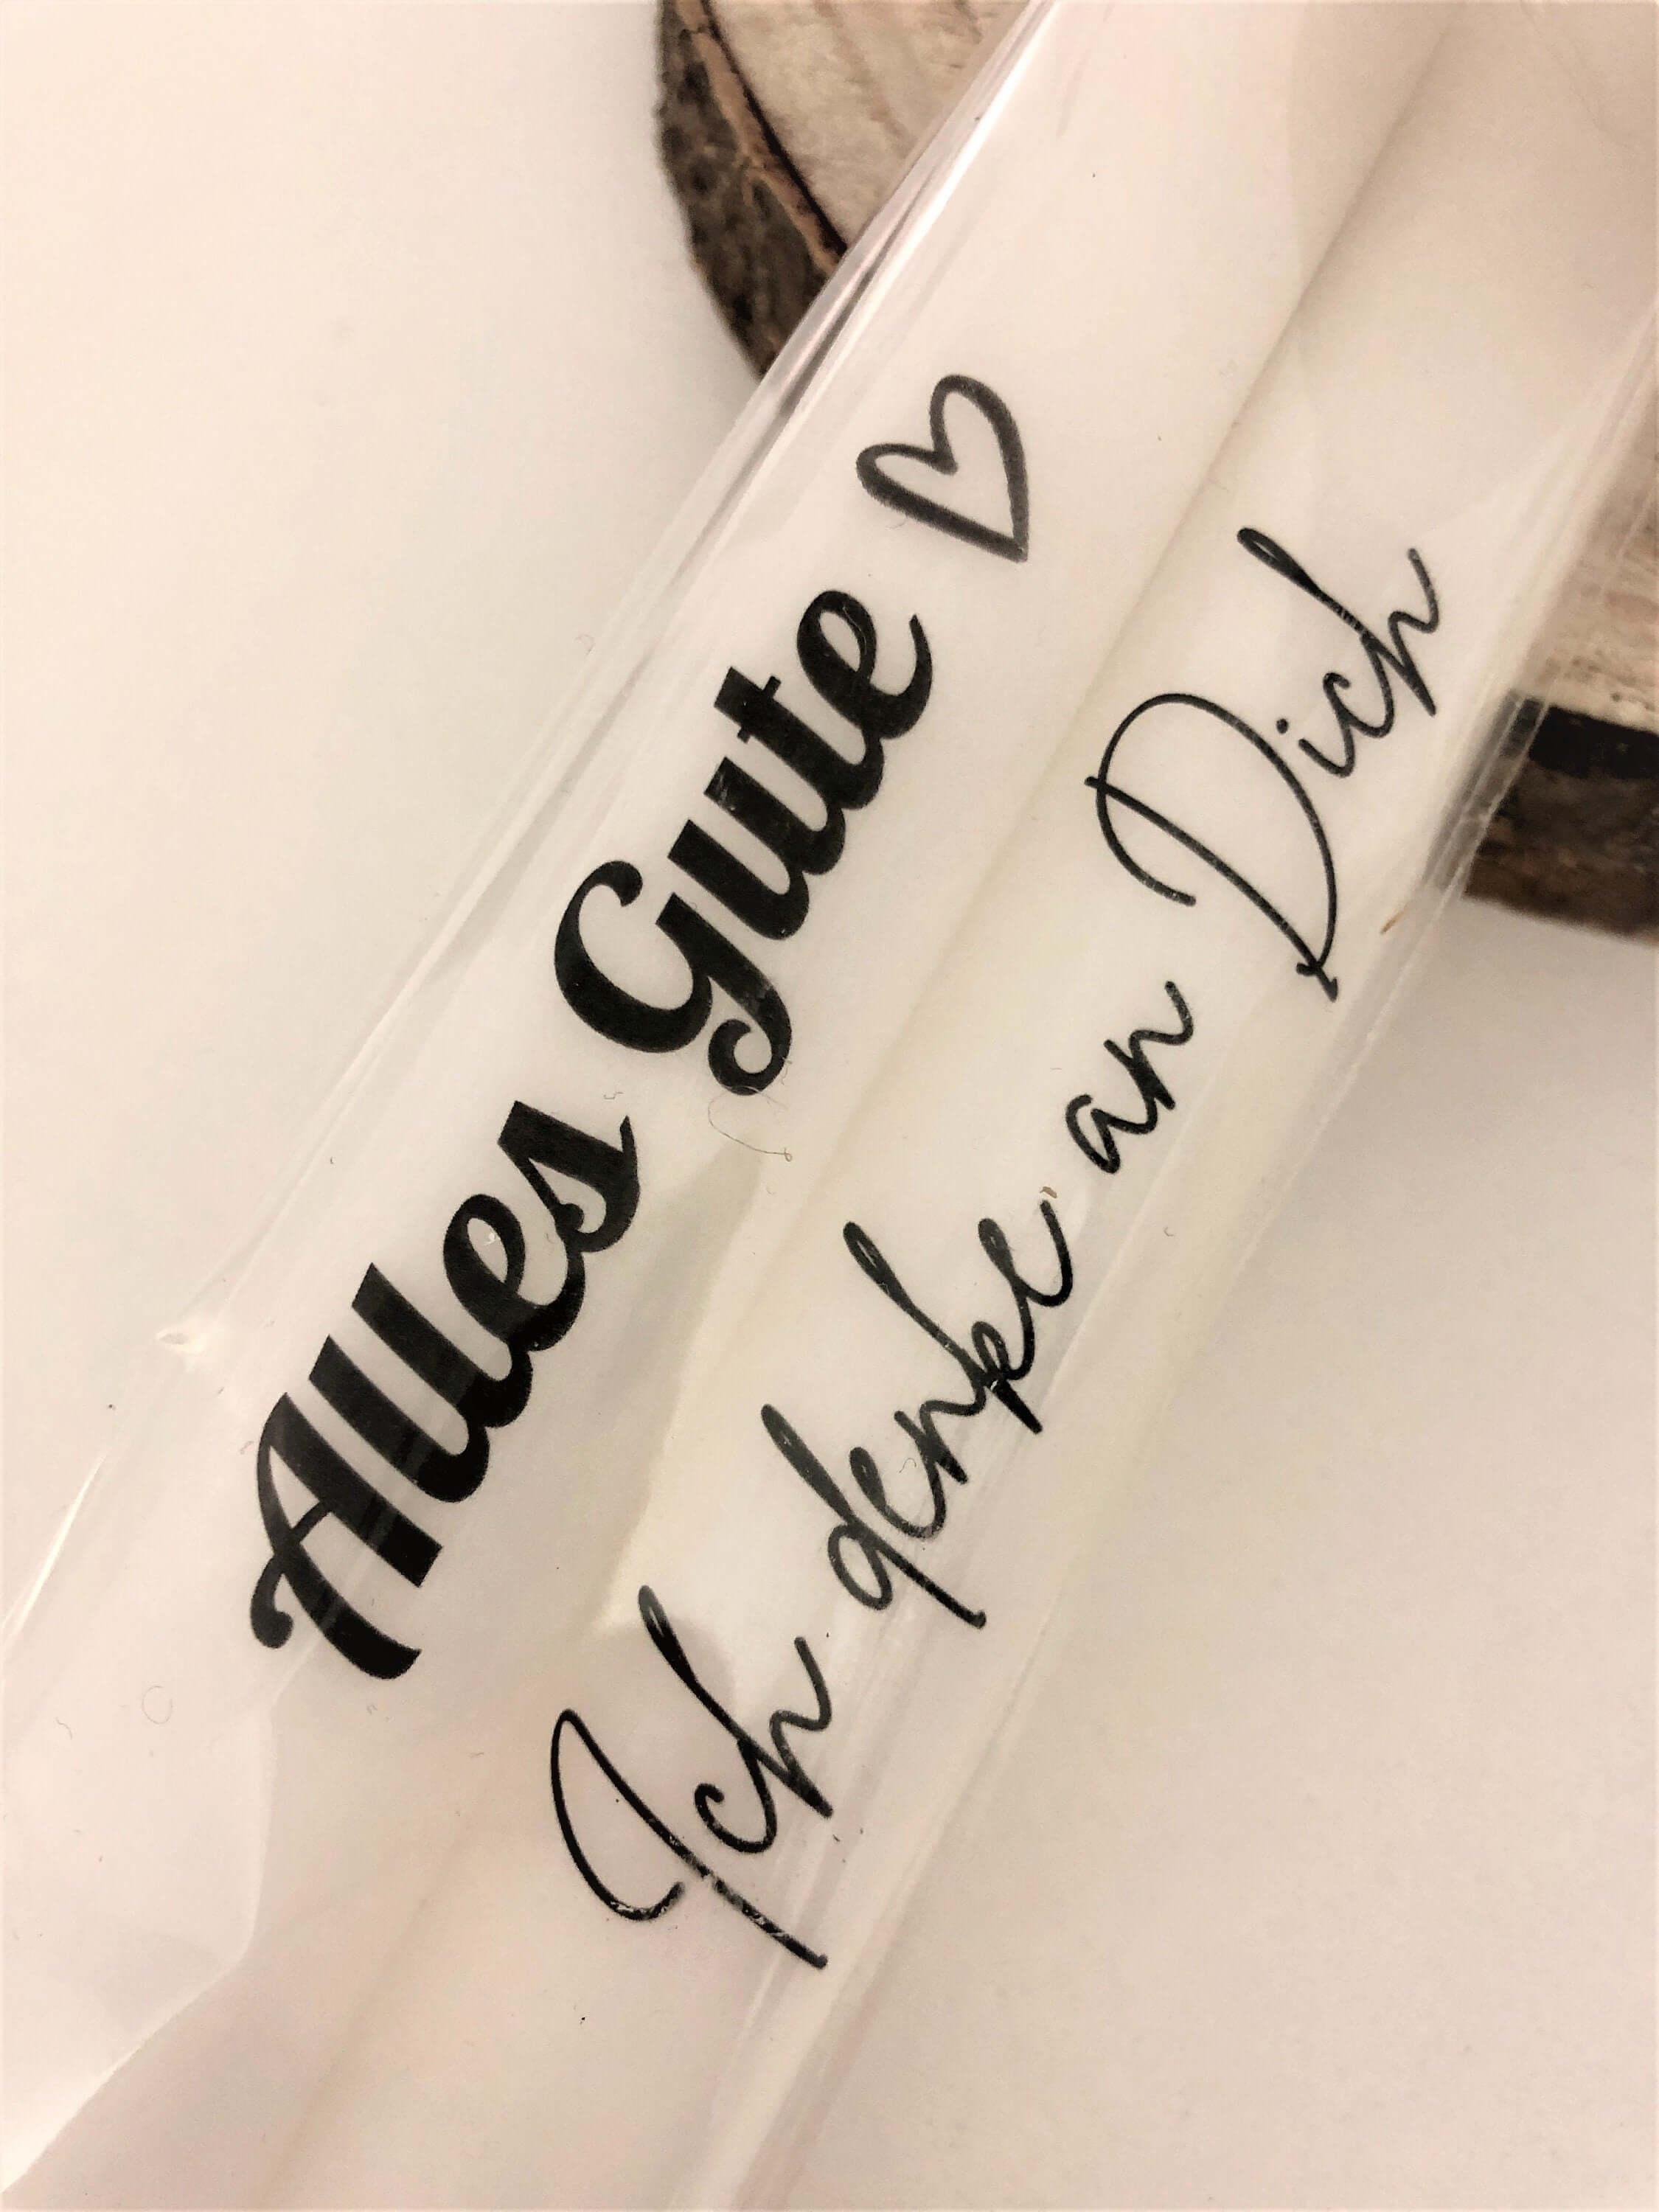 Alles Gute ♡
Ich denke an Dich